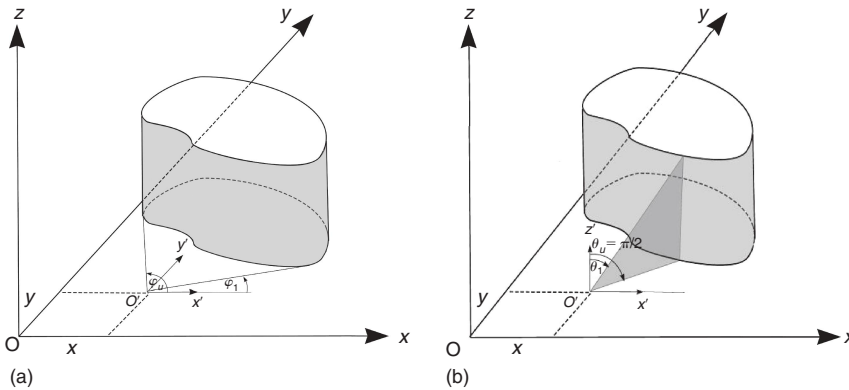 z
y
y'
φu
φ1
O'
x'
y
O
x
x
(a)
z
y
z'
θu = π/2
θ1
O'
x'
y
O
x
x
(b)